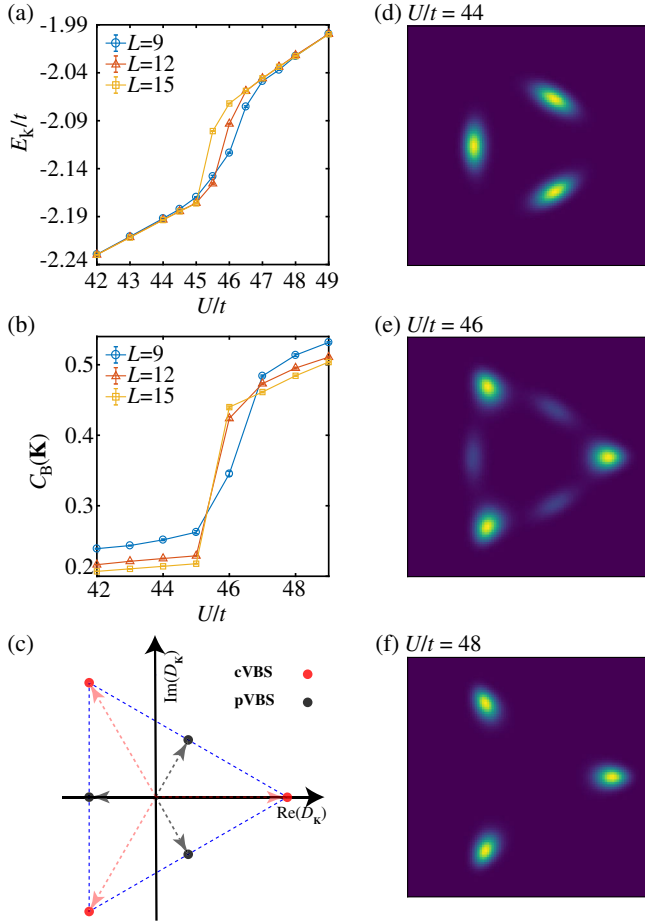 (a)
-1.99
-2.04
-2.09
-2.14
-2.19
-2.24
E_K/t
L=9
L=12
L=15
42 43 44 45 46 47 48 49
U/t
(b)
0.5
0.4
0.3
0.2
C_B(K)
L=9
L=12
L=15
42 44 46 48
U/t
(c)
Im(D_K)
cVBS
pVBS
Re(D_K)
(d) U/t = 44
(e) U/t = 46
(f) U/t = 48